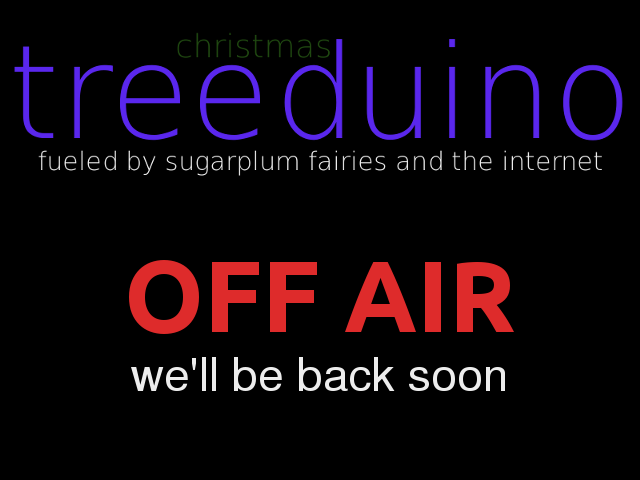 christmas
treeduino
fueled by sugarplum fairies and the internet
OFF AIR
we'll be back soon